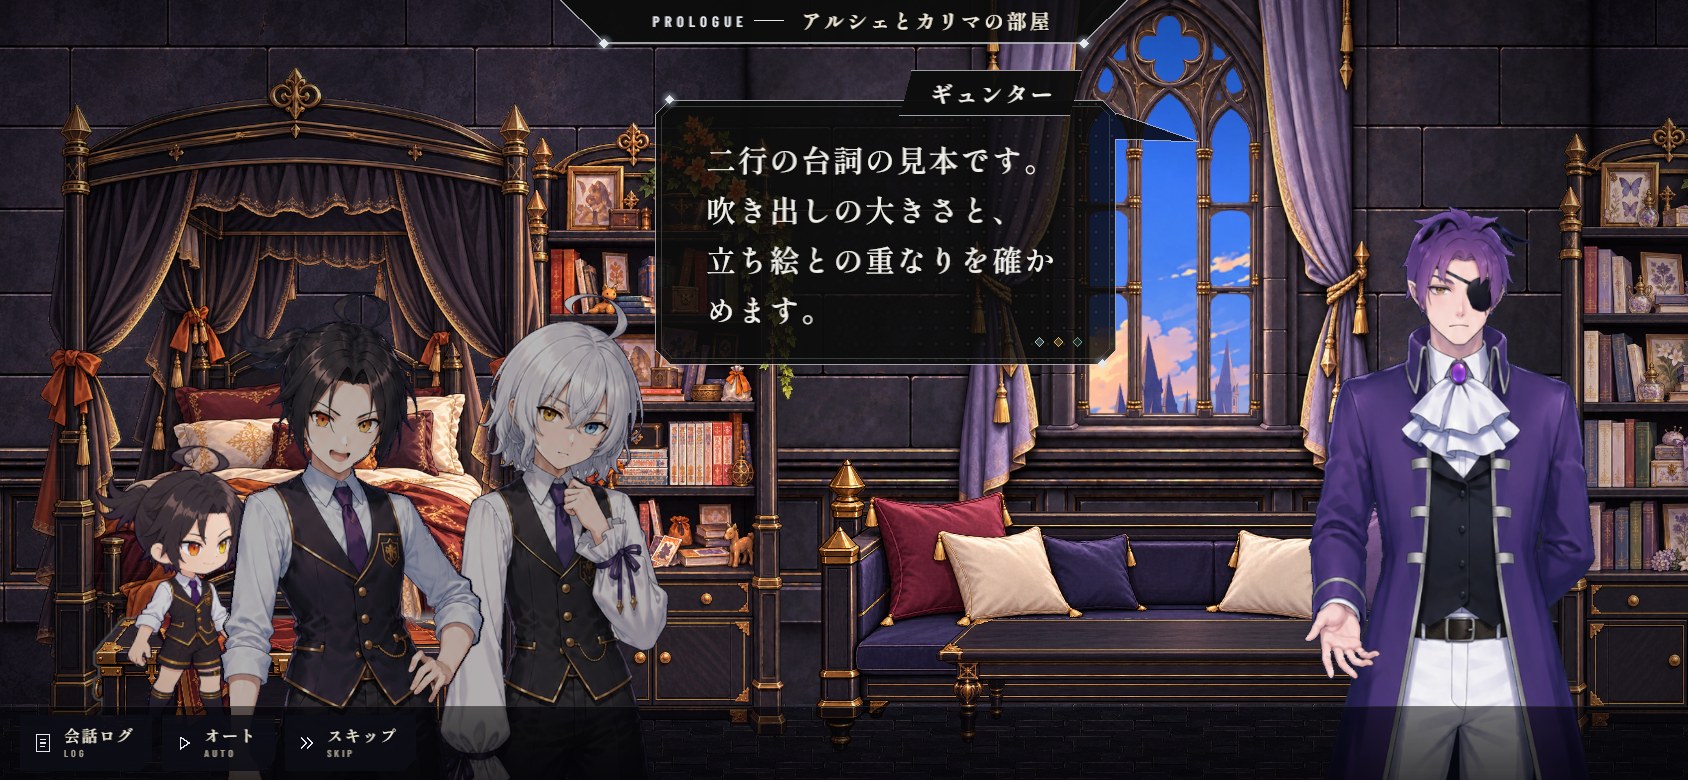 PROLOGUE アルシェとカリマの部屋
ギュンター
二行の台詞の見本です。
吹き出しの大きさと、
立ち絵との重なりを確か
めます。
会話ログ
LOG
オート
AUTO
スキップ
SKIP